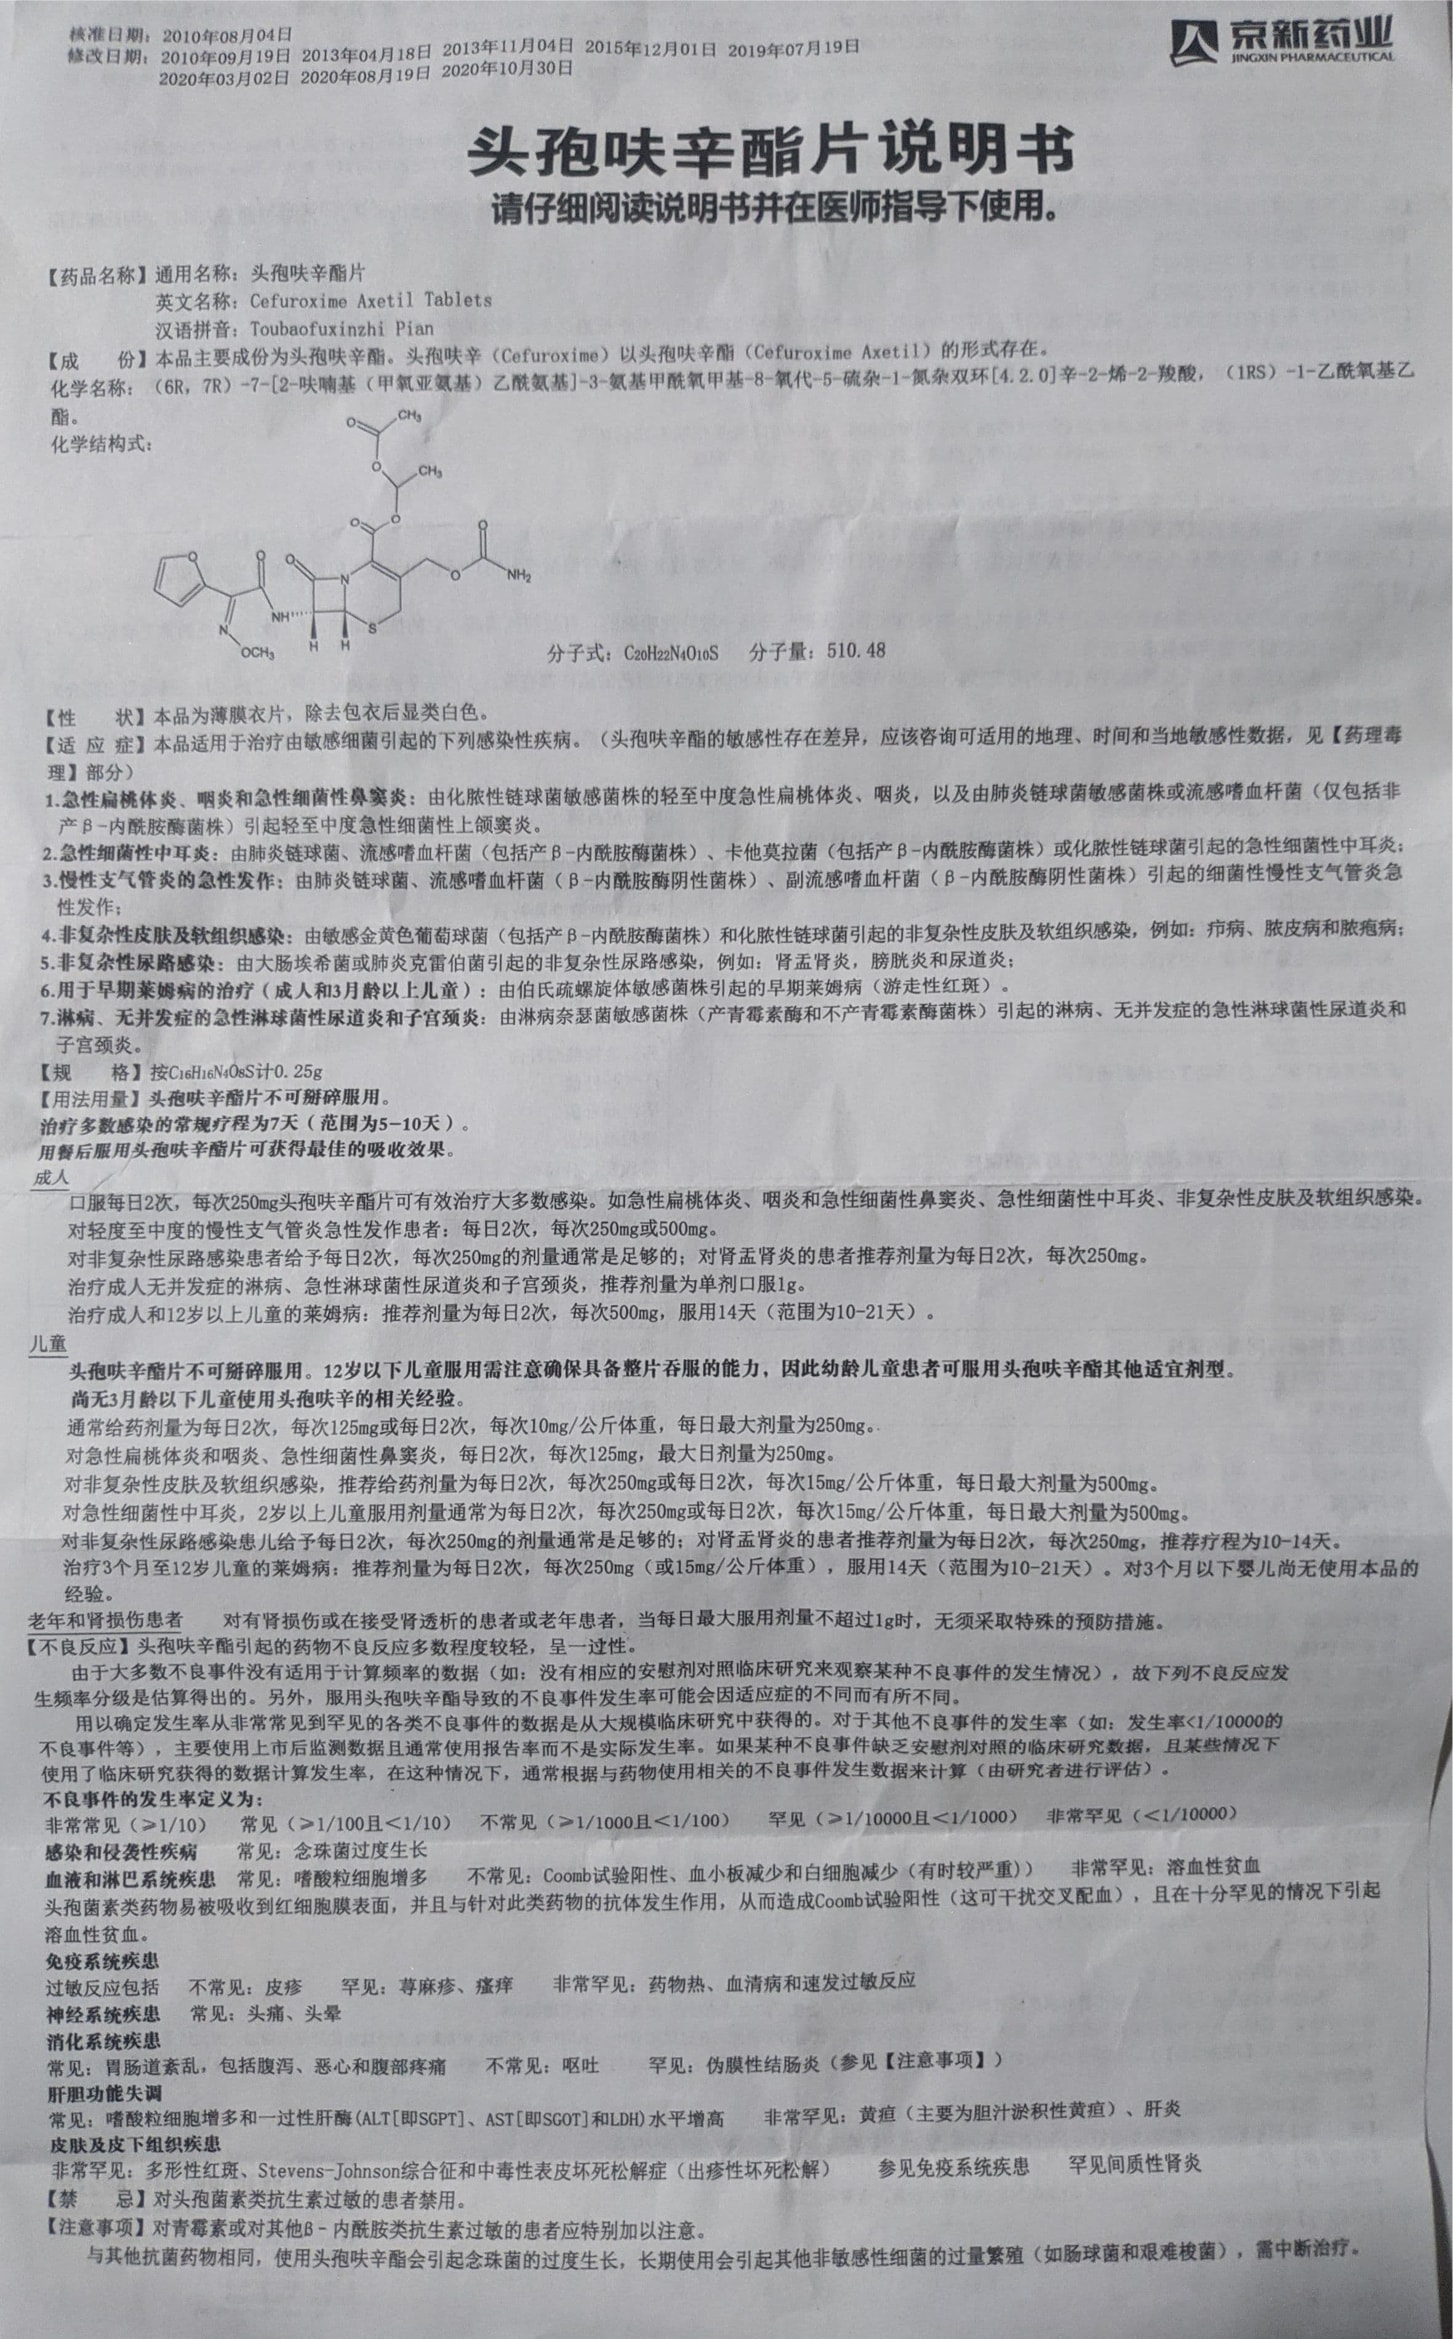 核准日期：2010年08月04日
修改日期：2010年09月19日 2013年04月18日 2013年11月04日 2015年12月01日 2019年07月19日
2020年03月02日 2020年08月19日 2020年10月30日
京新药业
JINGXIN PHARMACEUTICAL
头孢呋辛酯片说明书
请仔细阅读说明书并在医师指导下使用。
【药品名称】通用名称：头孢呋辛酯片
英文名称：Cefuroxime Axetil Tablets
汉语拼音：Toubaofuxinzhi Pian
【成 份】本品主要成份为头孢呋辛酯。头孢呋辛（Cefuroxime）以头孢呋辛酯（Cefuroxime Axetil）的形式存在。
化学名称：（6R，7R）-7-[2-呋喃基（甲氧亚氨基）乙酰氨基]-3-氨基甲酰氧甲基-8-氧代-5-硫杂-1-氮杂双环[4.2.0]辛-2-烯-2-羧酸，（1RS）-1-乙酰氧基乙
酯。
化学结构式：
O CH₃
O CH₃
O O
O O O O
N O NH₂
NH S
N
OCH₃ H H
分子式：C₂₀H₂₂N₄O₁₀S 分子量：510.48
【性 状】本品为薄膜衣片，除去包衣后显类白色。
【适 应 症】本品适用于治疗由敏感细菌引起的下列感染性疾病。（头孢呋辛酯的敏感性存在差异，应该咨询可适用的地理、时间和当地敏感性数据，见【药理毒
理】部分）
1.急性扁桃体炎、咽炎和急性细菌性鼻窦炎：由化脓性链球菌敏感菌株的轻至中度急性扁桃体炎、咽炎，以及由肺炎链球菌敏感菌株或流感嗜血杆菌（仅包括非
产β-内酰胺酶菌株）引起轻至中度急性细菌性上颌窦炎。
2.急性细菌性中耳炎：由肺炎链球菌、流感嗜血杆菌（包括产β-内酰胺酶菌株）、卡他莫拉菌（包括产β-内酰胺酶菌株）或化脓性链球菌引起的急性细菌性中耳炎；
3.慢性支气管炎的急性发作：由肺炎链球菌、流感嗜血杆菌（β-内酰胺酶阴性菌株）、副流感嗜血杆菌（β-内酰胺酶阴性菌株）引起的细菌性慢性支气管炎急
性发作；
4.非复杂性皮肤及软组织感染：由敏感金黄色葡萄球菌（包括产β-内酰胺酶菌株）和化脓性链球菌引起的非复杂性皮肤及软组织感染，例如：疖病、脓皮病和脓疱病；
5.非复杂性尿路感染：由大肠埃希菌或肺炎克雷伯菌引起的非复杂性尿路感染，例如：肾盂肾炎，膀胱炎和尿道炎；
6.用于早期莱姆病的治疗（成人和3月龄以上儿童）：由伯氏疏螺旋体敏感菌株引起的早期莱姆病（游走性红斑）。
7.淋病、无并发症的急性淋球菌性尿道炎和子宫颈炎：由淋病奈瑟菌敏感菌株（产青霉素酶和不产青霉素酶菌株）引起的淋病、无并发症的急性淋球菌性尿道炎和
子宫颈炎。
【规 格】按C₁₆H₁₆N₄O₈S计0.25g
【用法用量】头孢呋辛酯片不可掰碎服用。
治疗多数感染的常规疗程为7天（范围为5-10天）。
用餐后服用头孢呋辛酯片可获得最佳的吸收效果。
成人
口服每日2次，每次250mg头孢呋辛酯片可有效治疗大多数感染。如急性扁桃体炎、咽炎和急性细菌性鼻窦炎、急性细菌性中耳炎、非复杂性皮肤及软组织感染。
对轻度至中度的慢性支气管炎急性发作患者：每日2次，每次250mg或500mg。
对非复杂性尿路感染患者给予每日2次，每次250mg的剂量通常是足够的；对肾盂肾炎的患者推荐剂量为每日2次，每次250mg。
治疗成人无并发症的淋病、急性淋球菌性尿道炎和子宫颈炎，推荐剂量为单剂口服1g。
治疗成人和12岁以上儿童的莱姆病：推荐剂量为每日2次，每次500mg，服用14天（范围为10-21天）。
儿童
头孢呋辛酯片不可掰碎服用。12岁以下儿童服用需注意确保具备整片吞服的能力，因此幼龄儿童患者可服用头孢呋辛酯其他适宜剂型。
尚无3月龄以下儿童使用头孢呋辛的相关经验。
通常给药剂量为每日2次，每次125mg或每日2次，每次10mg/公斤体重，每日最大剂量为250mg。
对急性扁桃体炎和咽炎、急性细菌性鼻窦炎，每日2次，每次125mg，最大日剂量为250mg。
对非复杂性皮肤及软组织感染，推荐给药剂量为每日2次，每次250mg或每日2次，每次15mg/公斤体重，每日最大剂量为500mg。
对急性细菌性中耳炎，2岁以上儿童服用剂量通常为每日2次，每次250mg或每日2次，每次15mg/公斤体重，每日最大剂量为500mg。
对非复杂性尿路感染患儿给予每日2次，每次250mg的剂量通常是足够的；对肾盂肾炎的患者推荐剂量为每日2次，每次250mg，推荐疗程为10-14天。
治疗3个月至12岁儿童的莱姆病：推荐剂量为每日2次，每次250mg（或15mg/公斤体重），服用14天（范围为10-21天）。对3个月以下婴儿尚无使用本品的
经验。
老年和肾损伤患者 对有肾损伤或在接受肾透析的患者或老年患者，当每日最大服用剂量不超过1g时，无须采取特殊的预防措施。
【不良反应】头孢呋辛酯引起的药物不良反应多数程度较轻，呈一过性。
由于大多数不良事件没有适用于计算频率的数据（如：没有相应的安慰剂对照临床研究来观察某种不良事件的发生情况），故下列不良反应发
生频率分级是估算得出的。另外，服用头孢呋辛酯导致的不良事件发生率可能会因适应症的不同而有所不同。
用以确定发生率从非常常见到罕见的各类不良事件的数据是从大规模临床研究中获得的。对于其他不良事件的发生率（如：发生率<1/10000的
不良事件等），主要使用上市后监测数据且通常使用报告率而不是实际发生率。如果某种不良事件缺乏安慰剂对照的临床研究数据，且某些情况下
使用了临床研究获得的数据计算发生率，在这种情况下，通常根据与药物使用相关的不良事件发生数据来计算（由研究者进行评估）。
不良事件的发生率定义为：
非常常见（≥1/10） 常见（≥1/100且＜1/10） 不常见（≥1/1000且＜1/100） 罕见（≥1/10000且＜1/1000） 非常罕见（＜1/10000）
感染和侵袭性疾病 常见：念珠菌过度生长
血液和淋巴系统疾患 常见：嗜酸粒细胞增多 不常见：Coomb试验阳性、血小板减少和白细胞减少（有时较严重)） 非常罕见：溶血性贫血
头孢菌素类药物易被吸收到红细胞膜表面，并且与针对此类药物的抗体发生作用，从而造成Coomb试验阳性（这可干扰交叉配血），且在十分罕见的情况下引起
溶血性贫血。
免疫系统疾患
过敏反应包括 不常见：皮疹 罕见：荨麻疹、瘙痒 非常罕见：药物热、血清病和速发过敏反应
神经系统疾患 常见：头痛、头晕
消化系统疾患
常见：胃肠道紊乱，包括腹泻、恶心和腹部疼痛 不常见：呕吐 罕见：伪膜性结肠炎（参见【注意事项】）
肝胆功能失调
常见：嗜酸粒细胞增多和一过性肝酶(ALT[即SGPT]、AST[即SGOT]和LDH)水平增高 非常罕见：黄疸（主要为胆汁淤积性黄疸）、肝炎
皮肤及皮下组织疾患
非常罕见：多形性红斑、Stevens-Johnson综合征和中毒性表皮坏死松解症（出疹性坏死松解） 参见免疫系统疾患 罕见间质性肾炎
【禁 忌】对头孢菌素类抗生素过敏的患者禁用。
【注意事项】对青霉素或对其他β-内酰胺类抗生素过敏的患者应特别加以注意。
与其他抗菌药物相同，使用头孢呋辛酯会引起念珠菌的过度生长，长期使用会引起其他非敏感性细菌的过量繁殖（如肠球菌和艰难梭菌），需中断治疗。